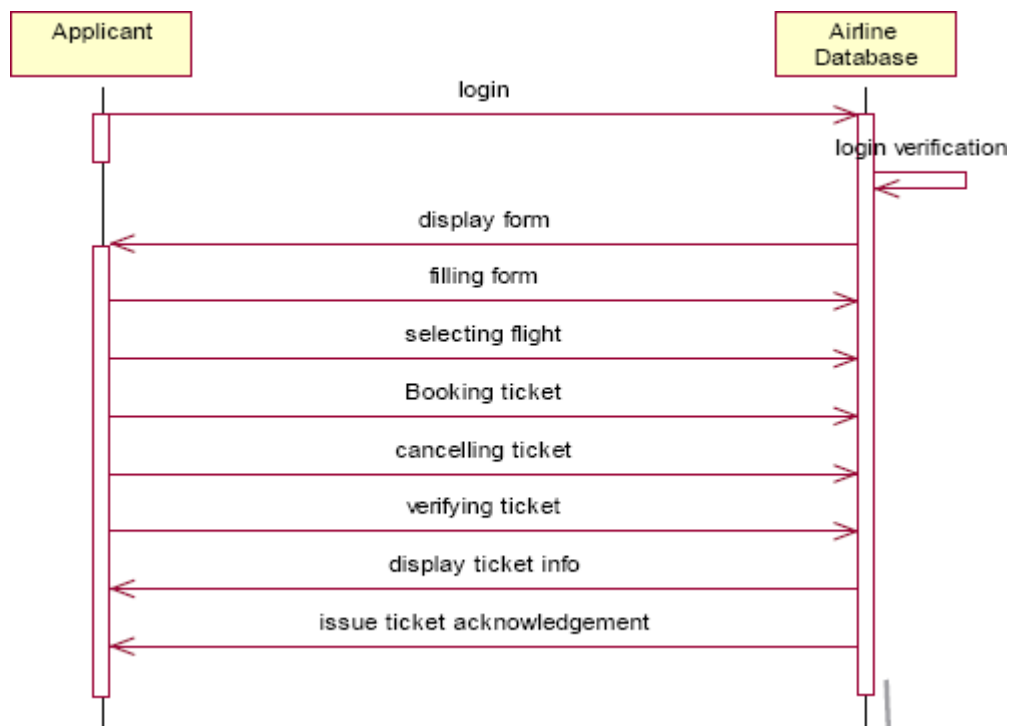 Applicant
Airline
Database
login
login verification
display form
filling form
selecting flight
Booking ticket
cancelling ticket
verifying ticket
display ticket info
issue ticket acknowledgement